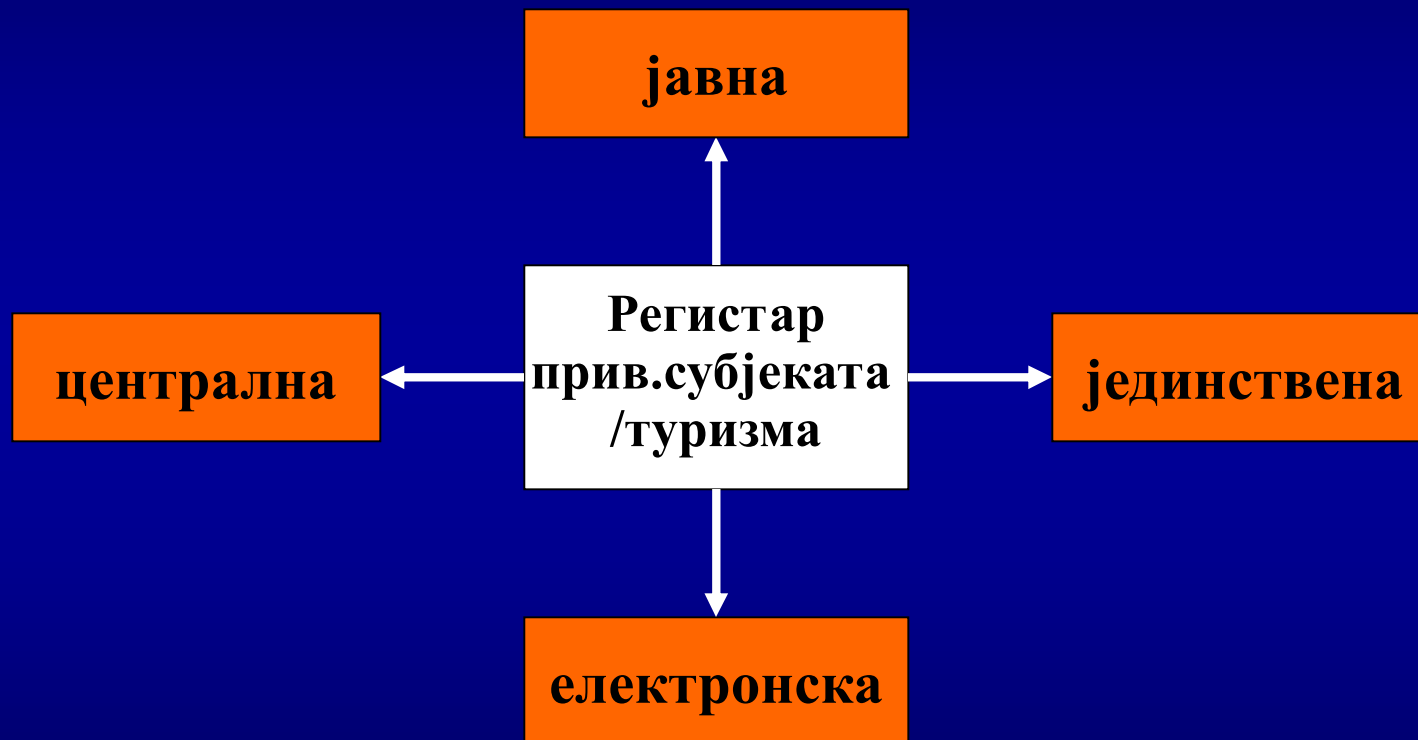 јавна
Регистар
прив.субјеката
/туризма
централна
јединствена
електронска